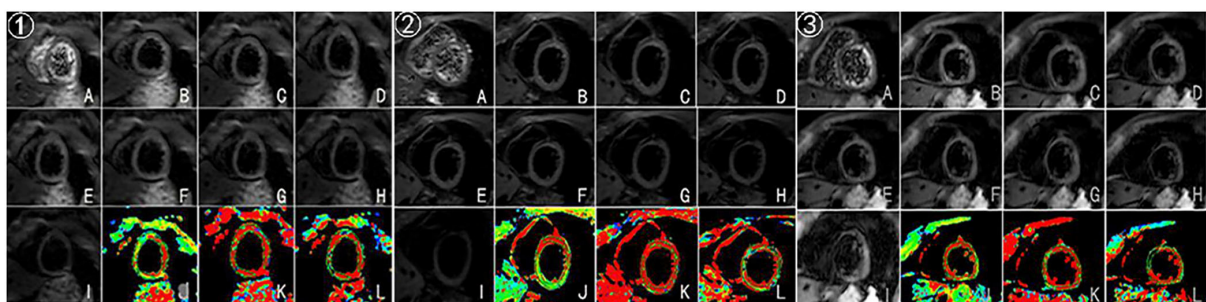 ① ② ③
A B C D A B C D A B C D
E F G H E F G H E F G H
I J K L I J K L I J K L